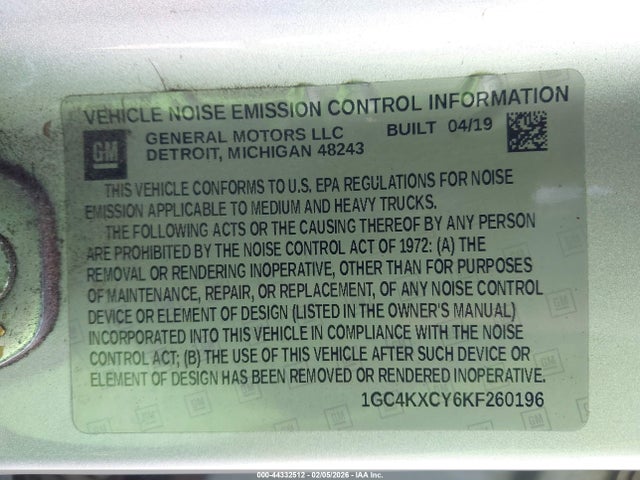 VEHICLE NOISE EMISSION CONTROL INFORMATION
GM
GENERAL MOTORS LLC BUILT 04/19
DETROIT, MICHIGAN 48243
THIS VEHICLE CONFORMS TO U.S. EPA REGULATIONS FOR NOISE
EMISSION APPLICABLE TO MEDIUM AND HEAVY TRUCKS.
THE FOLLOWING ACTS OR THE CAUSING THEREOF BY ANY PERSON
ARE PROHIBITED BY THE NOISE CONTROL ACT OF 1972: (A) THE
REMOVAL OR RENDERING INOPERATIVE, OTHER THAN FOR PURPOSES
OF MAINTENANCE, REPAIR, OR REPLACEMENT, OF ANY NOISE CONTROL
DEVICE OR ELEMENT OF DESIGN (LISTED IN THE OWNER'S MANUAL)
INCORPORATED INTO THIS VEHICLE IN COMPLIANCE WITH THE NOISE
CONTROL ACT; (B) THE USE OF THIS VEHICLE AFTER SUCH DEVICE OR
ELEMENT OF DESIGN HAS BEEN REMOVED OR RENDERED INOPERATIVE.
1GC4KXCY6KF260196
000-44332512 - 02/05/2026 - IAA Inc.